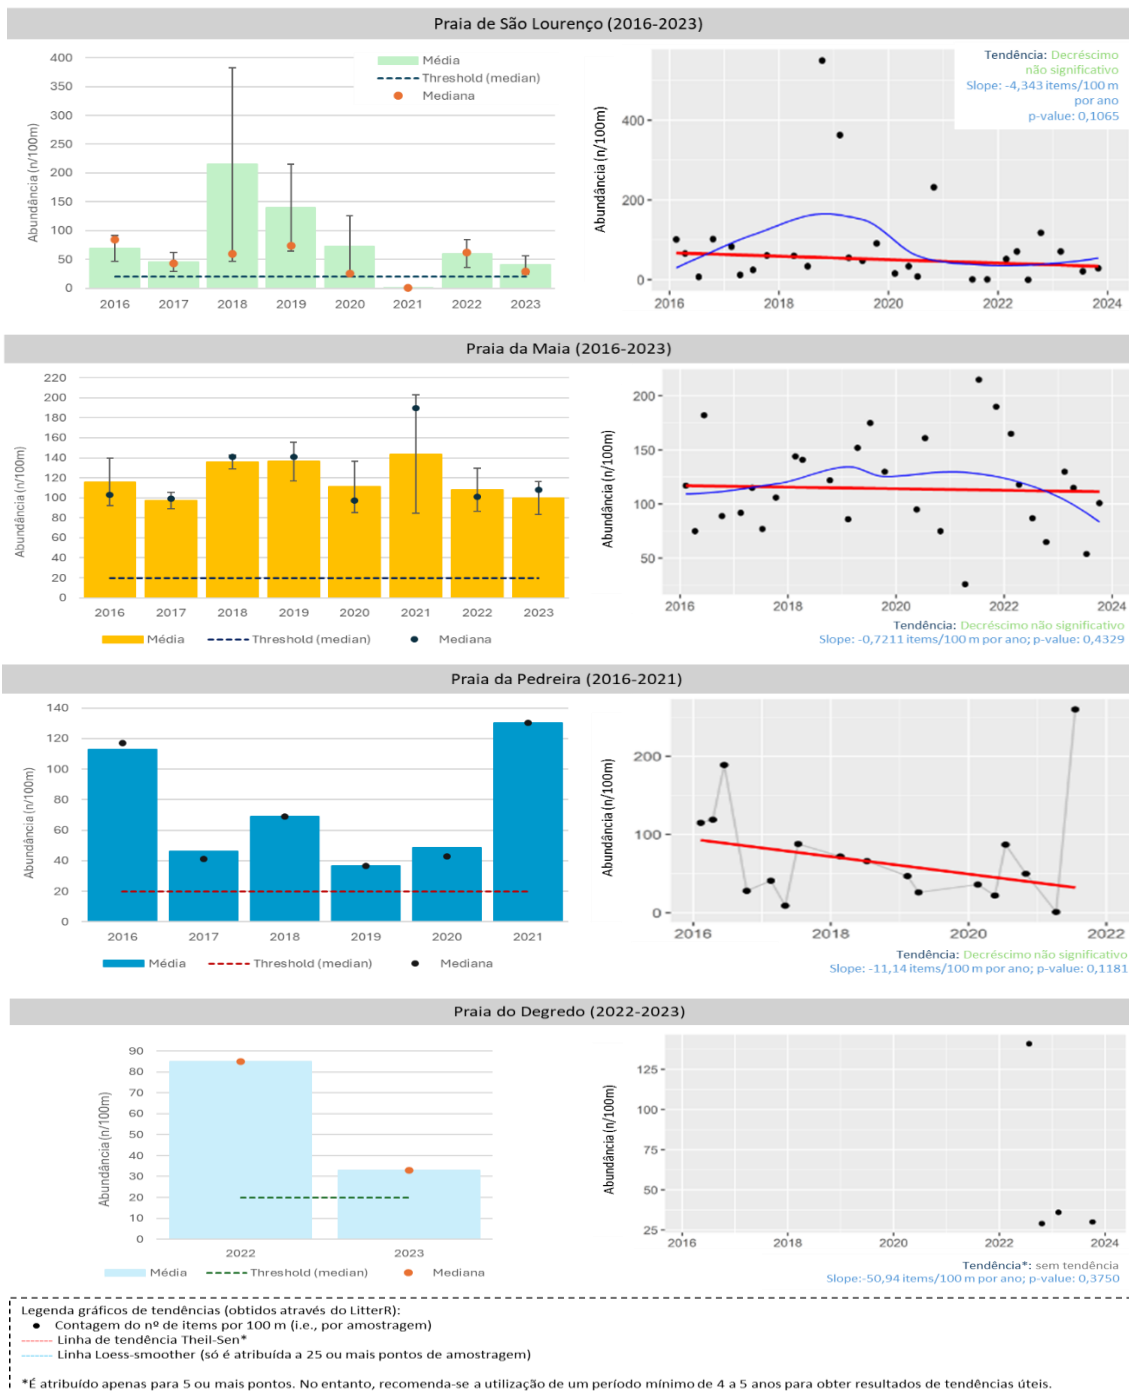 Praia de São Lourenço (2016-2023)
Abundância (n/100m)
400
350
300
250
200
150
100
50
0
2016 2017 2018 2019 2020 2021 2022 2023
Média
Threshold (median)
Mediana
Abundância (n/100m)
400
200
0
2016 2018 2020 2022 2024
Tendência: Decréscimo
não significativo
Slope: -4,343 items/100 m
por ano
p-value: 0,1065
Praia da Maia (2016-2023)
Abundância (n/100m)
220
200
180
160
140
120
100
80
60
40
20
0
2016 2017 2018 2019 2020 2021 2022 2023
Média Threshold (median) Mediana
Abundância (n/100m)
200
150
100
50
2016 2018 2020 2022 2024
Tendência: Decréscimo não significativo
Slope: -0,7211 items/100 m por ano; p-value: 0,4329
Praia da Pedreira (2016-2021)
Abundância (n/100m)
140
120
100
80
60
40
20
0
2016 2017 2018 2019 2020 2021
Média Threshold (median) Mediana
Abundância (n/100m)
200
100
0
2016 2018 2020 2022
Tendência: Decréscimo não significativo
Slope: -11,14 items/100 m por ano; p-value: 0,1181
Praia do Degredo (2022-2023)
Abundância (n/100m)
90
80
70
60
50
40
30
20
10
0
2022 2023
Média Threshold (median) Mediana
Abundância (n/100m)
125
100
75
50
25
2016 2018 2020 2022 2024
Tendência*: sem tendência
Slope:-50,94 items/100 m por ano; p-value: 0,3750
Legenda gráficos de tendências (obtidos através do LitterR):
Contagem do nº de items por 100 m (i.e., por amostragem)
Linha de tendência Theil-Sen*
Linha Loess-smoother (só é atribuída a 25 ou mais pontos de amostragem)
*É atribuído apenas para 5 ou mais pontos. No entanto, recomenda-se a utilização de um período mínimo de 4 a 5 anos para obter resultados de tendências úteis.